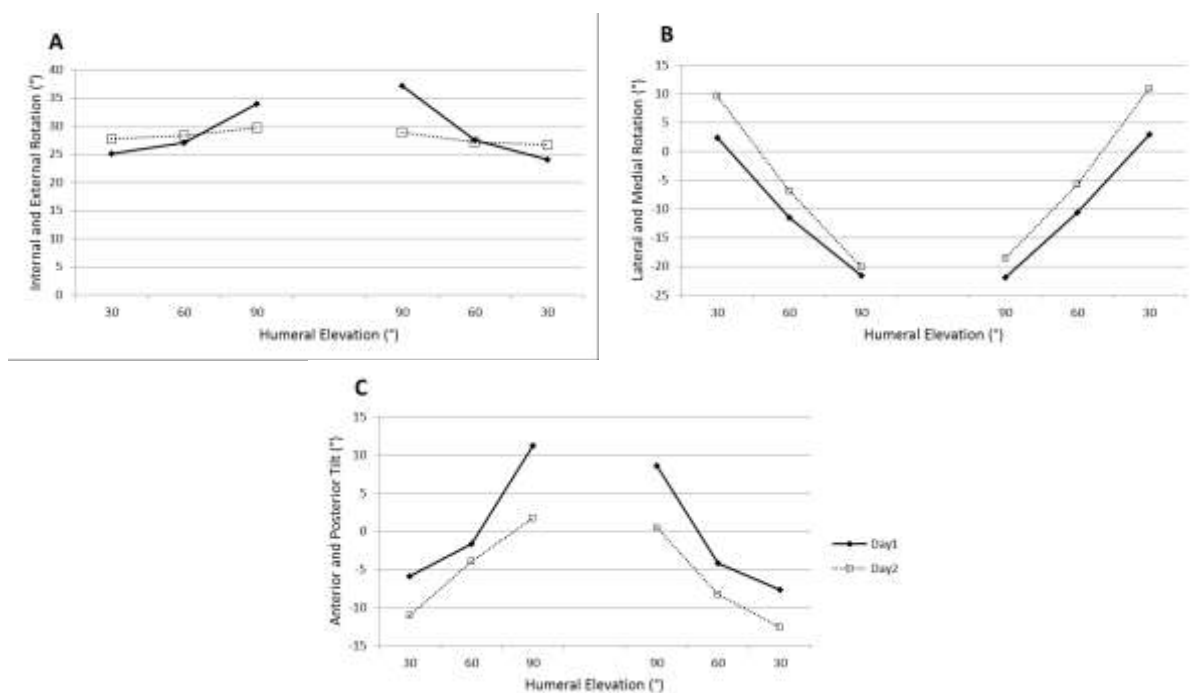 A
Internal and External Rotation (°)
40
35
30
25
20
15
10
5
0
30 60 90 90 60 30
Humeral Elevation (°)
B
Lateral and Medial Rotation (°)
15
10
5
0
-5
-10
-15
-20
-25
30 60 90 90 60 30
Humeral Elevation (°)
C
Anterior and Posterior Tilt (°)
15
10
5
0
-5
-10
-15
30 60 90 90 60 30
Humeral Elevation (°)
Day1
Day2